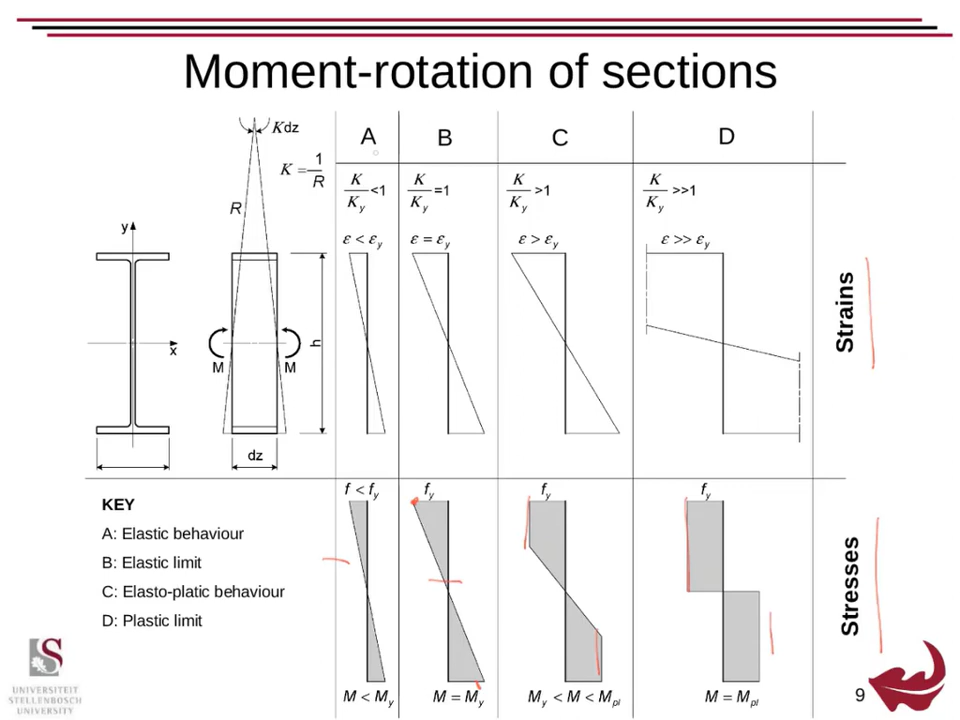 Moment-rotation of sections
Kdz
K = 1/R
R
y
x
M
M
h
dz
A
B
C
D
K/Ky <1
K/Ky =1
K/Ky >1
K/Ky >>1
ε < εy
ε = εy
ε > εy
ε >> εy
Strains
KEY
A: Elastic behaviour
B: Elastic limit
C: Elasto-platic behaviour
D: Plastic limit
f < fy
fy
fy
fy
Stresses
M < My
M = My
My < M < Mpl
M = Mpl
UNIVERSITEIT
STELLENBOSCH
UNIVERSITY
9